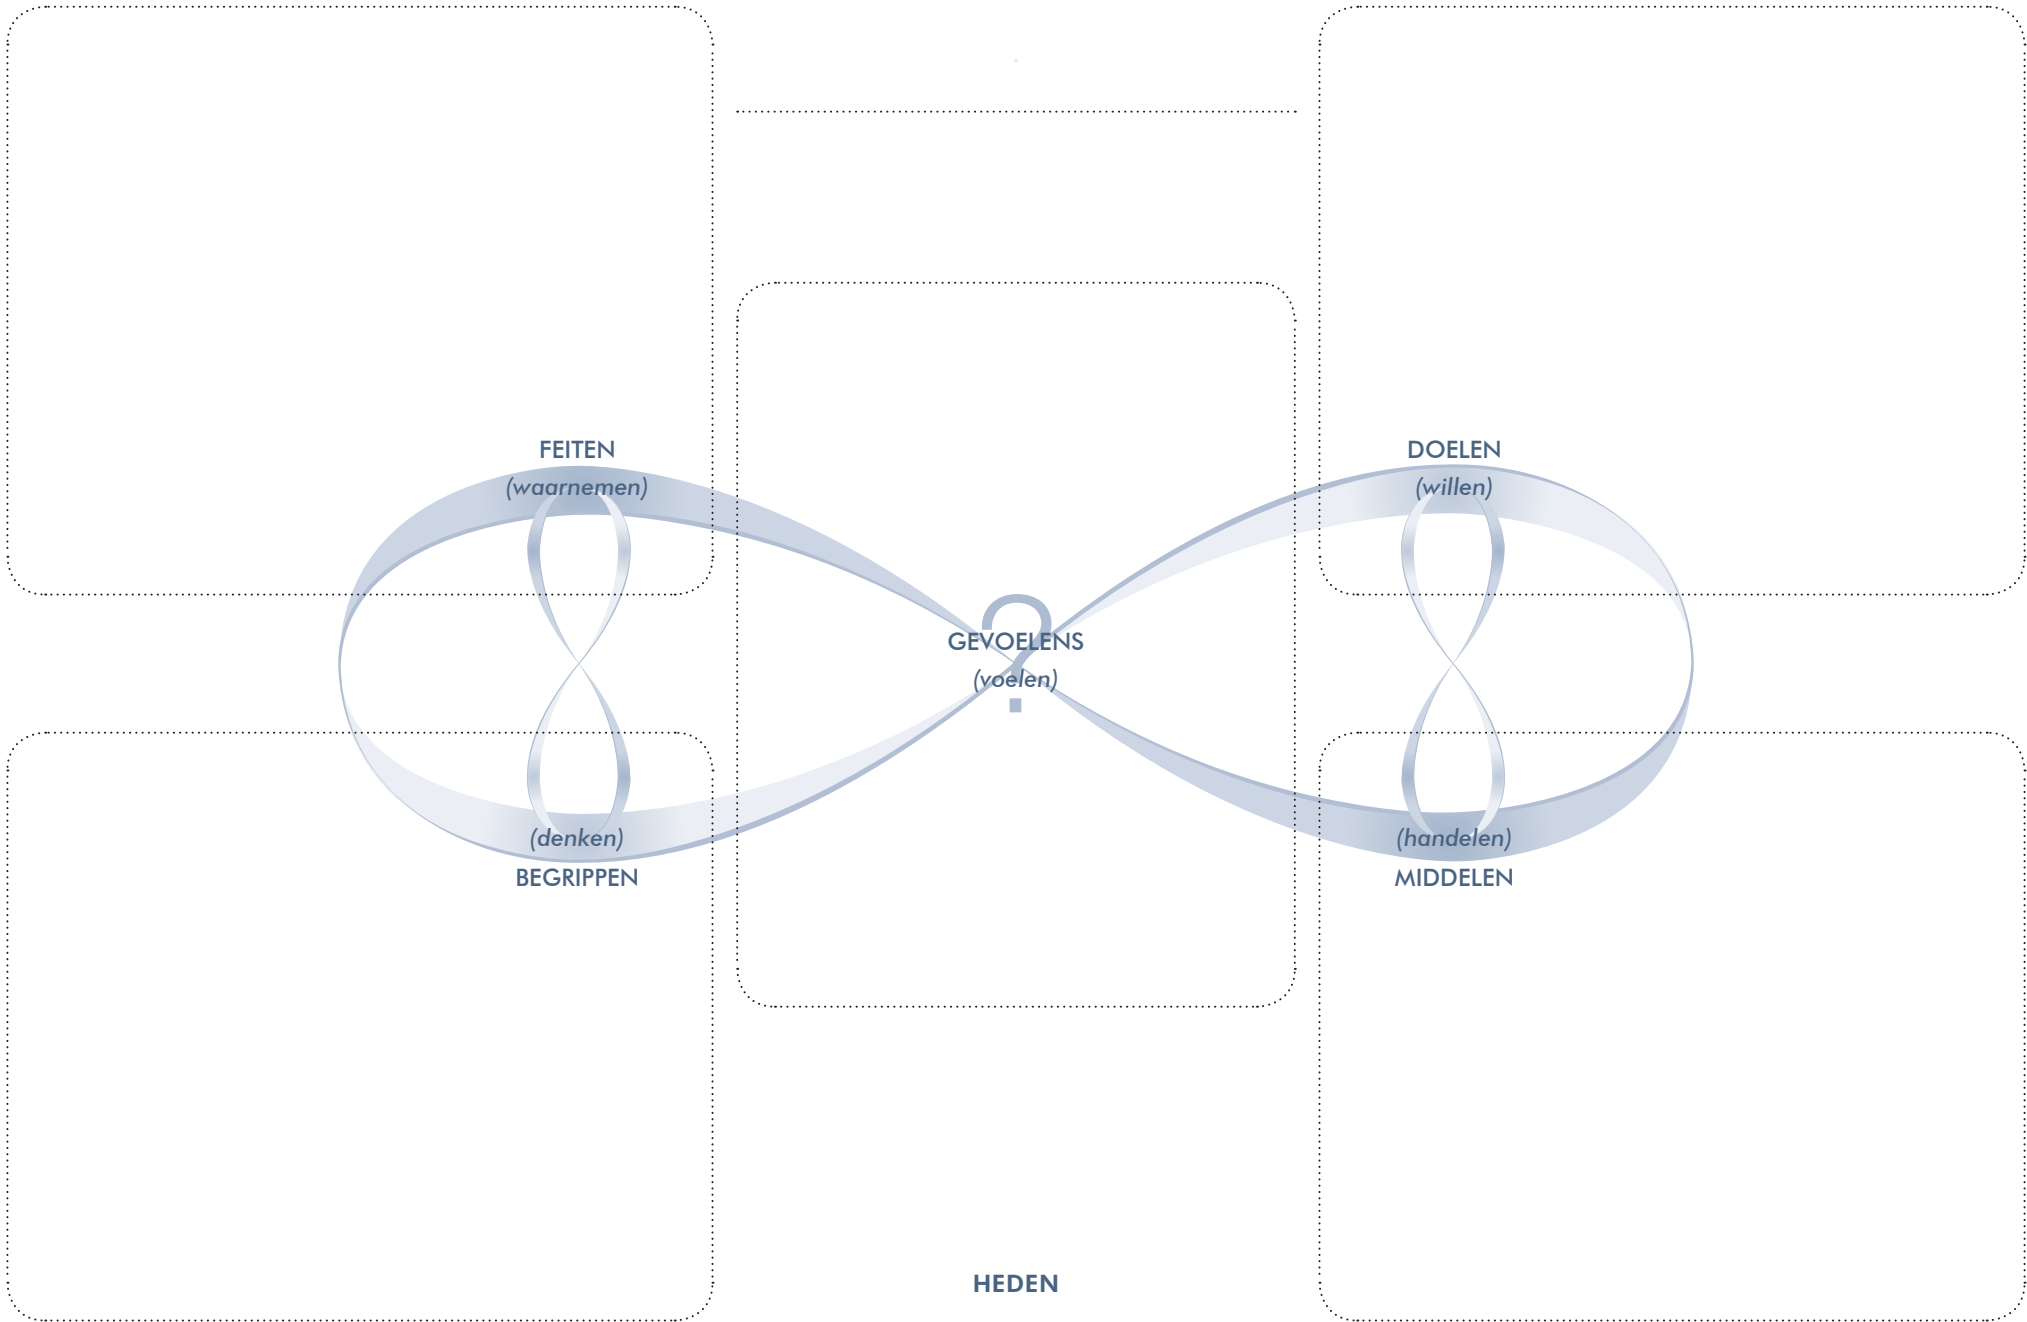 FEITEN
(waarnemen)
DOELEN
(willen)
?
GEVOELENS
(voelen)
(denken)
BEGRIPPEN
(handelen)
MIDDELEN
HEDEN